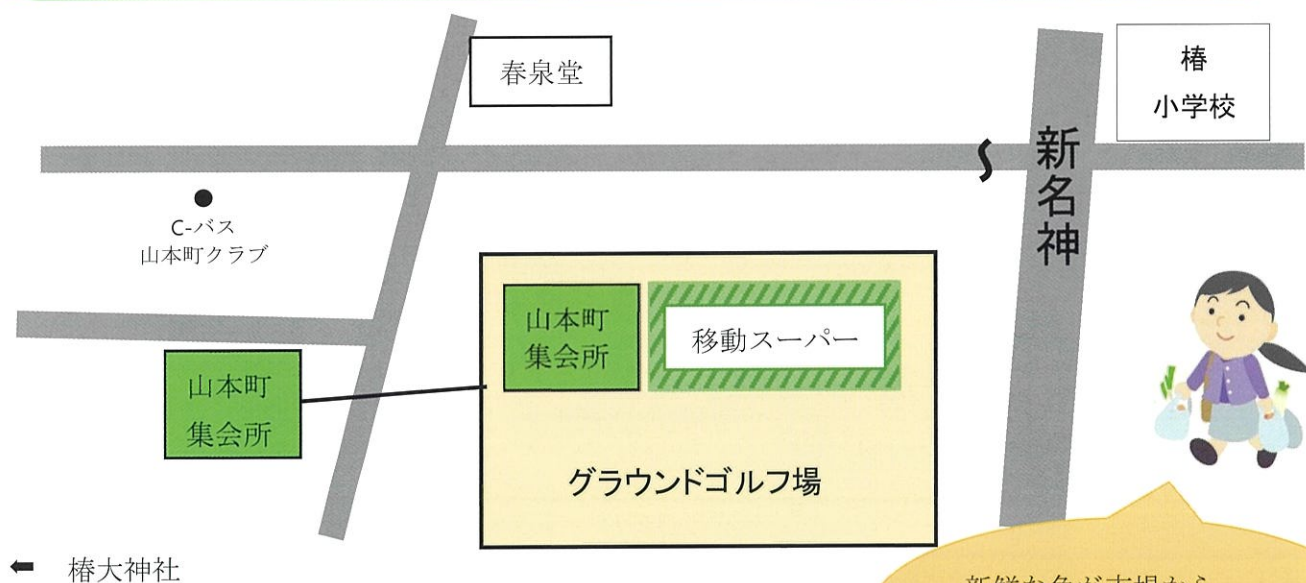 春泉堂
椿
小学校
新名神
C-バス
山本町クラブ
山本町
集会所
移動スーパー
山本町
集会所
グラウンドゴルフ場
← 椿大神社